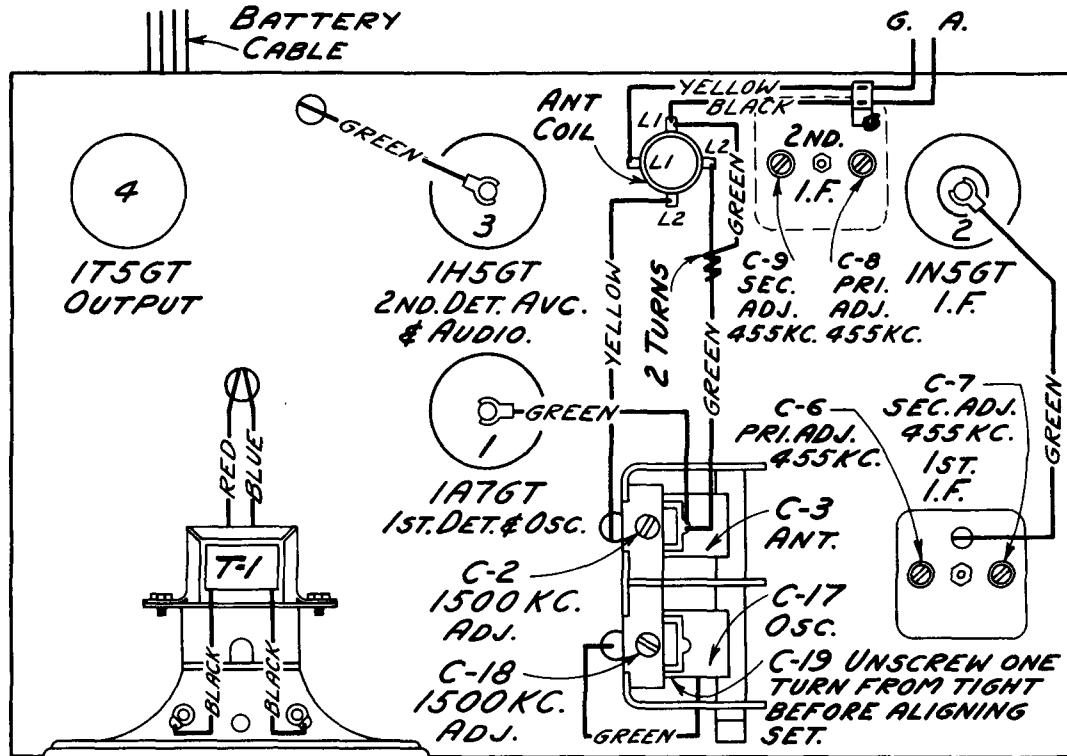 BATTERY
CABLE
G. A.
YELLOW
BLACK
ANT
COIL
L1
L1
L2
L2
GREEN
2ND.
I.F.
GREEN
4
1T5GT
OUTPUT
3
1H5GT
2ND. DET. AVC.
& AUDIO.
C-9
SEC.
ADJ.
455KC.
C-8
PRI.
ADJ.
455KC.
2
1N5GT
I.F.
YELLOW
2 TURNS
GREEN
GREEN
1
GREEN
1A7GT
1ST. DET. & OSC.
C-6
PRI. ADJ.
455KC.
C-7
SEC. ADJ.
455KC.
1ST.
I.F.
RED
BLUE
T-1
BLACK
BLACK
C-2
1500 KC.
ADJ.
C-3
ANT.
C-18
1500 KC.
ADJ.
C-17
OSC.
C-19 UNSCREW ONE
TURN FROM TIGHT
BEFORE ALIGNING
SET.
GREEN